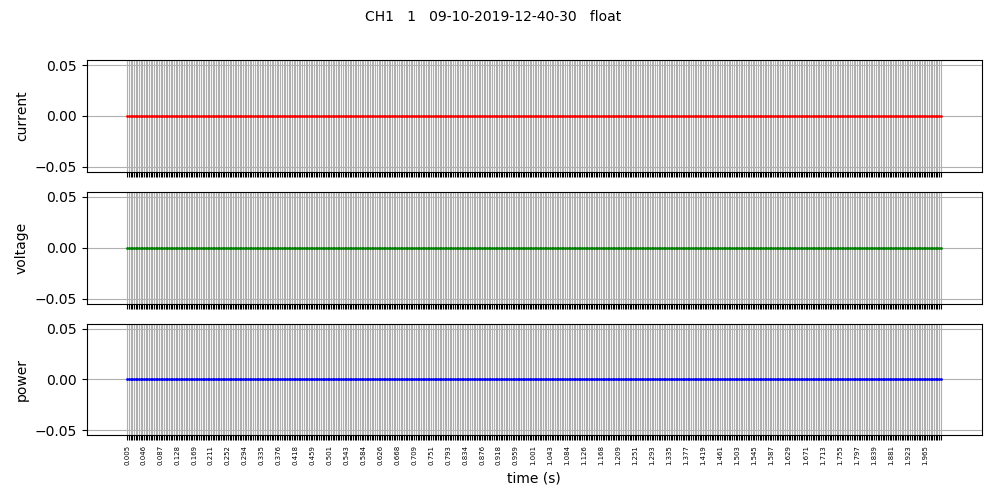 CH1 1 09-10-2019-12-40-30 float
0.05
0.00
−0.05
current
0.05
0.00
−0.05
voltage
0.05
0.00
−0.05
power
0.005 0.046 0.087 0.128 0.169 0.211 0.252 0.294 0.335 0.376 0.418 0.459 0.501 0.543 0.584 0.626 0.668 0.709 0.751 0.793 0.834 0.876 0.918 0.959 1.001 1.043 1.084 1.126 1.168 1.209 1.251 1.293 1.335 1.377 1.419 1.461 1.503 1.545 1.587 1.629 1.671 1.713 1.755 1.797 1.839 1.881 1.923 1.965
time (s)